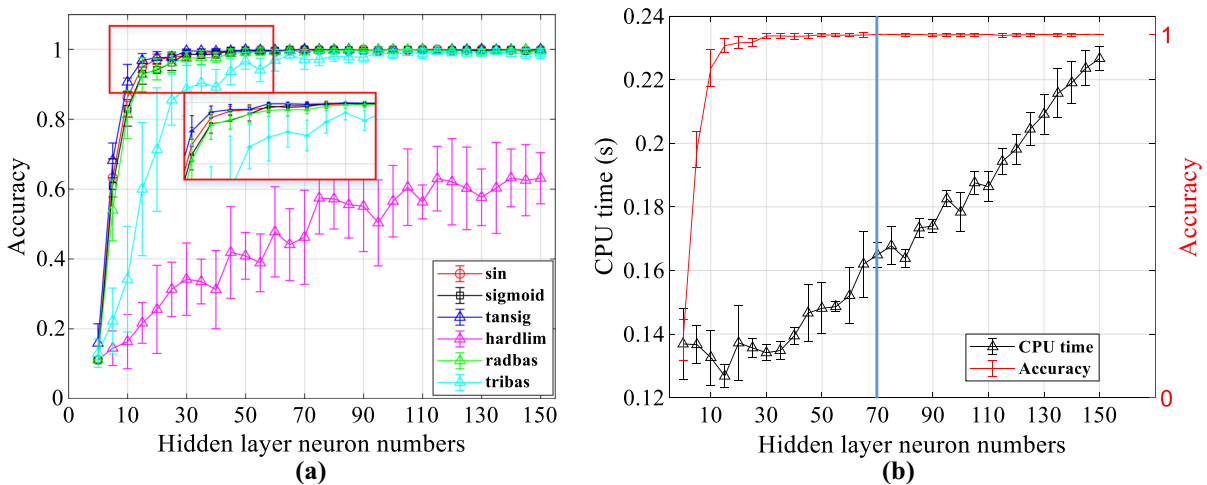 (a)
Accuracy
1
0.8
0.6
0.4
0.2
0
0 10 30 50 70 90 110 130 150
Hidden layer neuron numbers
sin
sigmoid
tansig
hardlim
radbas
tribas
(b)
CPU time (s)
0.24
0.22
0.2
0.18
0.16
0.14
0.12
10 30 50 70 90 110 130 150
Hidden layer neuron numbers
CPU time
Accuracy
1
0
Accuracy